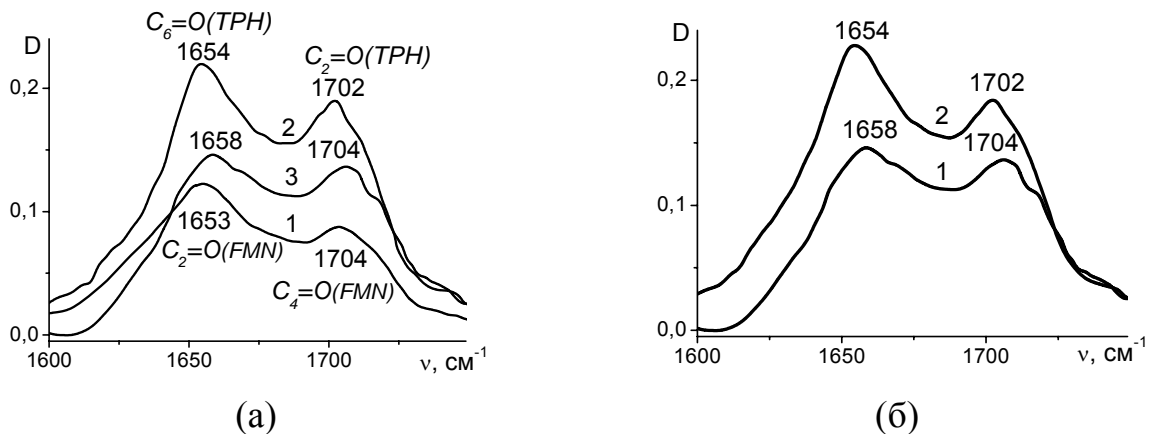 C₆=O(TPH)
D
1654
C₂=O(TPH)
1702
0,2
2
1658
1704
3
0,1
1653
1
C₂=O(FMN)
1704
C₄=O(FMN)
0,0
1600
1650
1700
ν, см⁻¹
(а)
D
1654
1702
0,2
2
1658
1704
1
0,1
0,0
1600
1650
1700
ν, см⁻¹
(б)